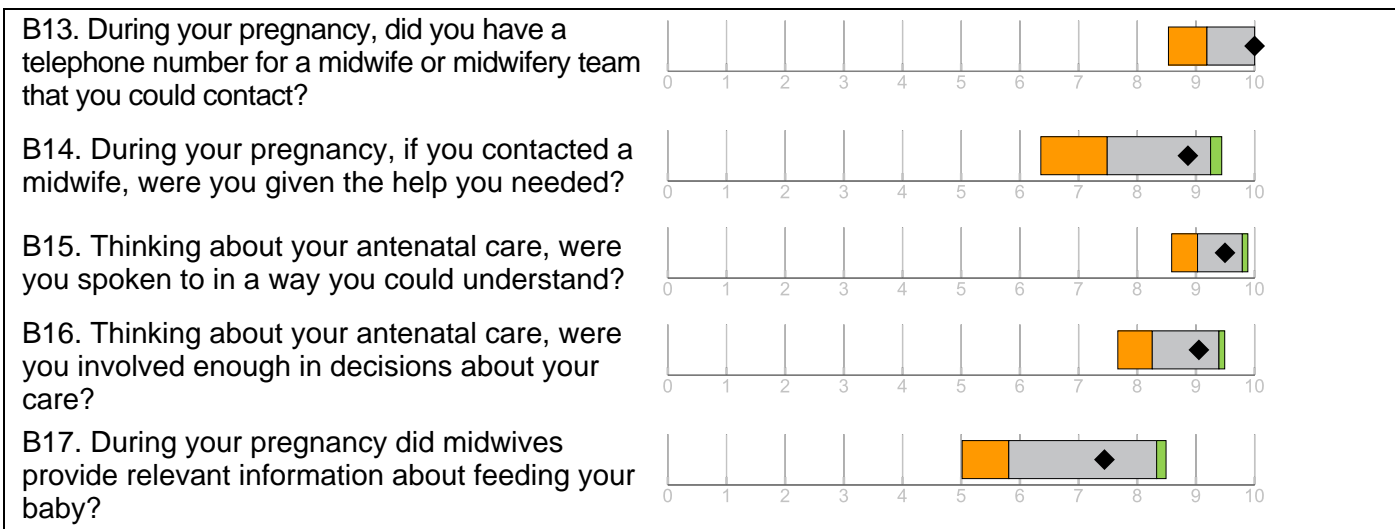 B13. During your pregnancy, did you have a
telephone number for a midwife or midwifery team
that you could contact?
0 1 2 3 4 5 6 7 8 9 10
B14. During your pregnancy, if you contacted a
midwife, were you given the help you needed?
0 1 2 3 4 5 6 7 8 9 10
B15. Thinking about your antenatal care, were
you spoken to in a way you could understand?
0 1 2 3 4 5 6 7 8 9 10
B16. Thinking about your antenatal care, were
you involved enough in decisions about your
care?
0 1 2 3 4 5 6 7 8 9 10
B17. During your pregnancy did midwives
provide relevant information about feeding your
baby?
0 1 2 3 4 5 6 7 8 9 10